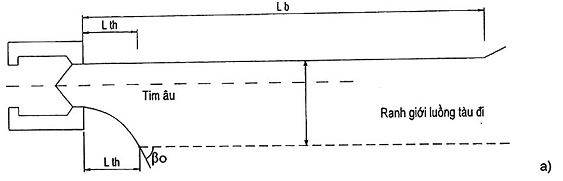 L b
L th
Tim âu
Ranh giới luồng tàu đi
L th
βo
a)